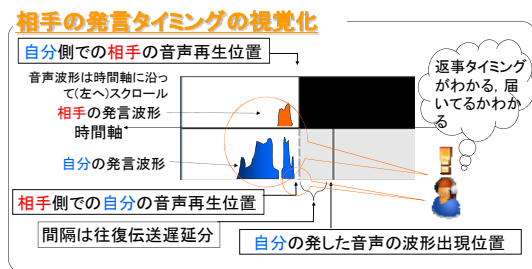 相手の発言タイミングの視覚化
自分側での相手の音声再生位置
音声波形は時間軸に沿っ
て(左へ)スクロール
相手の発言波形
時間軸
自分の発言波形
返事タイミング
がわかる，届
いてるかわか
る
相手側での自分の音声再生位置
間隔は往復伝送遅延分
自分の発した音声の波形出現位置